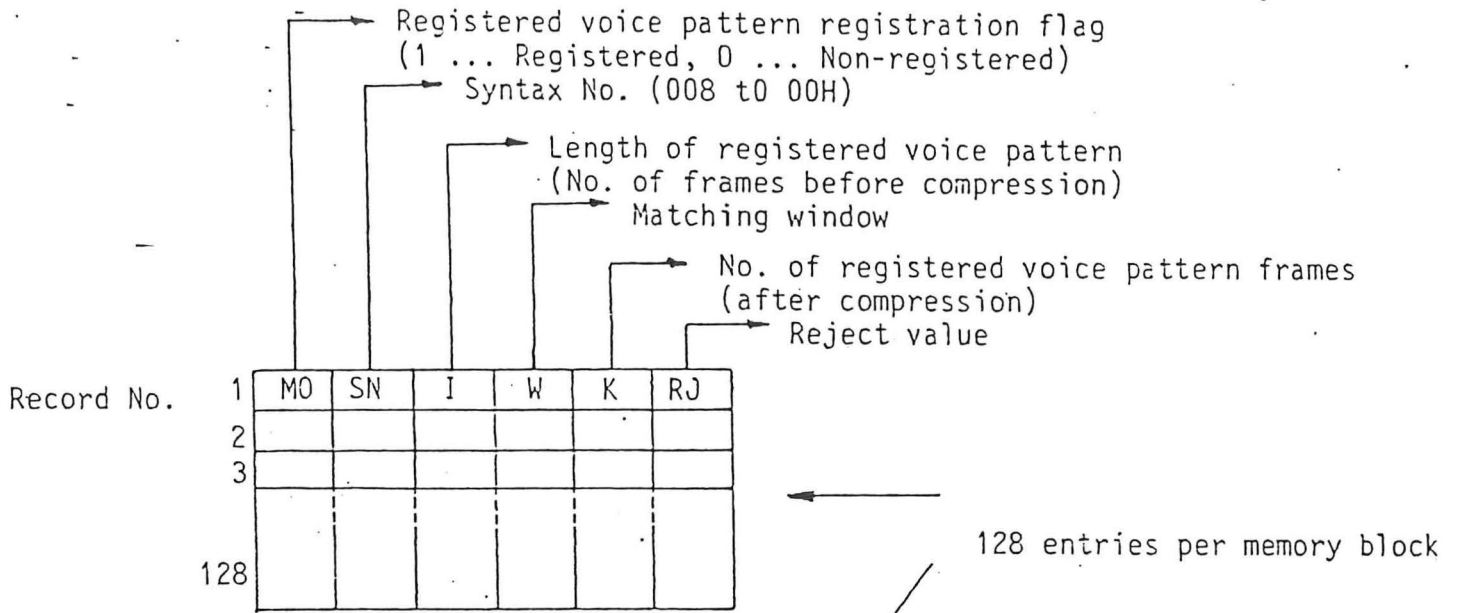 Registered voice pattern registration flag
(1 ... Registered, 0 ... Non-registered)
Syntax No. (008 t0 00H)
Length of registered voice pattern
(No. of frames before compression)
Matching window
No. of registered voice pattern frames
(after compression)
Reject value
Record No. 1 MO SN I W K RJ
2
3
128 entries per memory block
128